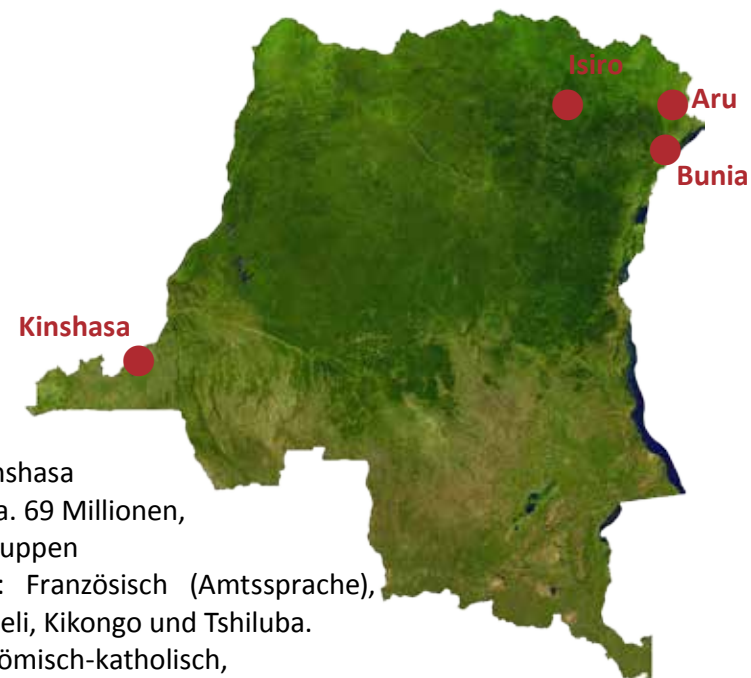 Isiro
Aru
Bunia
Kinshasa
nshasa
a. 69 Millionen,
uppen
: Französisch (Amtssprache),
eli, Kikongo und Tshiluba.
ömisch-katholisch,